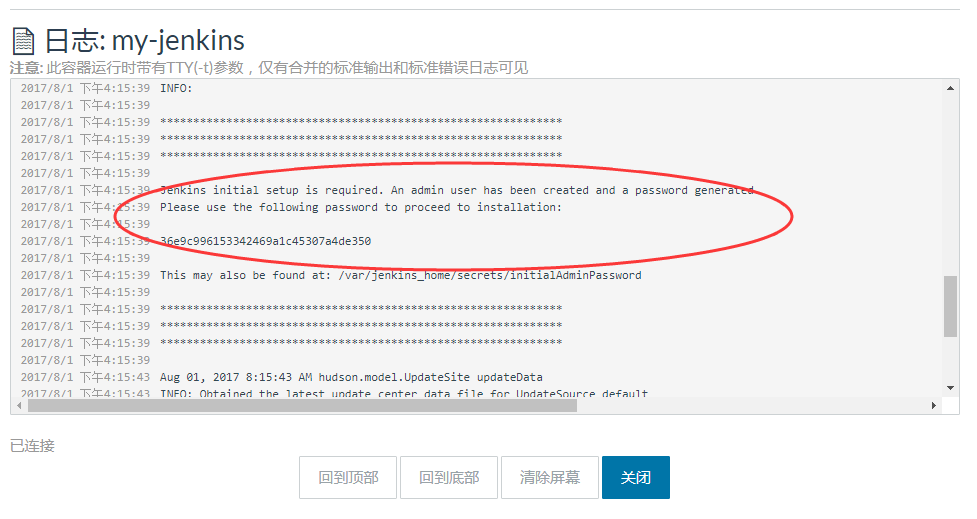 日志: my-jenkins
注意: 此容器运行时带有TTY(-t)参数，仅有合并的标准输出和标准错误日志可见
2017/8/1 下午4:15:39 INFO:
2017/8/1 下午4:15:39
2017/8/1 下午4:15:39 *************************************************************
2017/8/1 下午4:15:39 *************************************************************
2017/8/1 下午4:15:39 *************************************************************
2017/8/1 下午4:15:39
2017/8/1 下午4:15:39 Jenkins initial setup is required. An admin user has been created and a password generated.
2017/8/1 下午4:15:39 Please use the following password to proceed to installation:
2017/8/1 下午4:15:39
2017/8/1 下午4:15:39 36e9c996153342469a1c45307a4de350
2017/8/1 下午4:15:39
2017/8/1 下午4:15:39 This may also be found at: /var/jenkins_home/secrets/initialAdminPassword
2017/8/1 下午4:15:39
2017/8/1 下午4:15:39 *************************************************************
2017/8/1 下午4:15:39 *************************************************************
2017/8/1 下午4:15:39 *************************************************************
2017/8/1 下午4:15:39
2017/8/1 下午4:15:43 Aug 01, 2017 8:15:43 AM hudson.model.UpdateSite updateData
2017/8/1 下午4:15:43 INFO: Obtained the latest update center data file for UpdateSource default
已连接
回到顶部 回到底部 清除屏幕 关闭